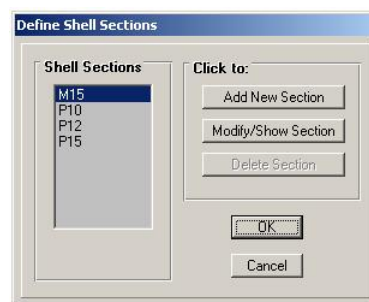 Define Shell Sections
Shell Sections
M15
P10
P12
P15
Click to:
Add New Section
Modify/Show Section
Delete Section
OK
Cancel